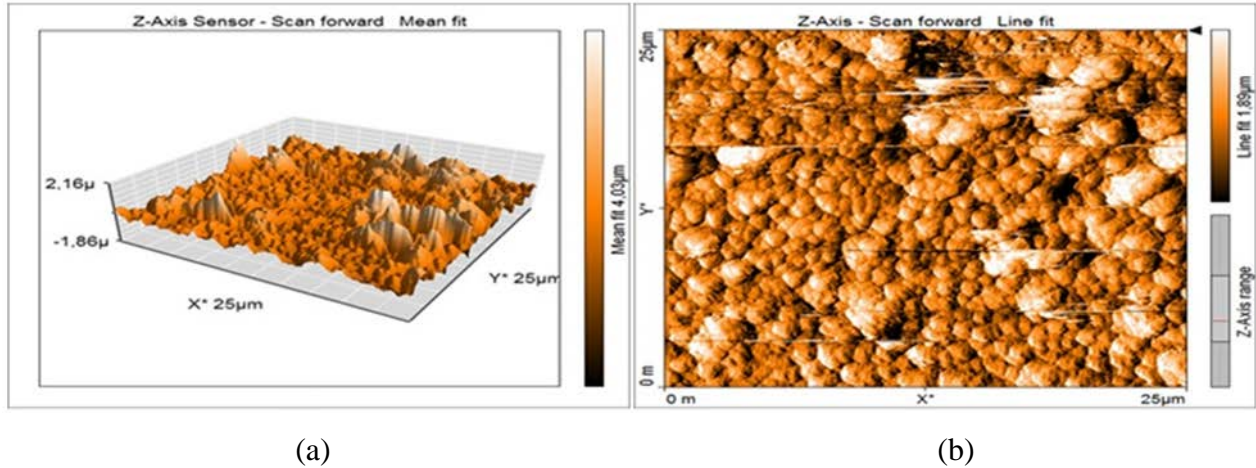 Z-Axis Sensor - Scan forward Mean fit
2,16µ
-1,86µ
X* 25µm
Y* 25µm
Mean fit 4,03µm
Z-Axis - Scan forward Line fit
25µm
Y*
0 m
0 m
X*
25µm
Line fit 1,89µm
Z-Axis range
(a)
(b)